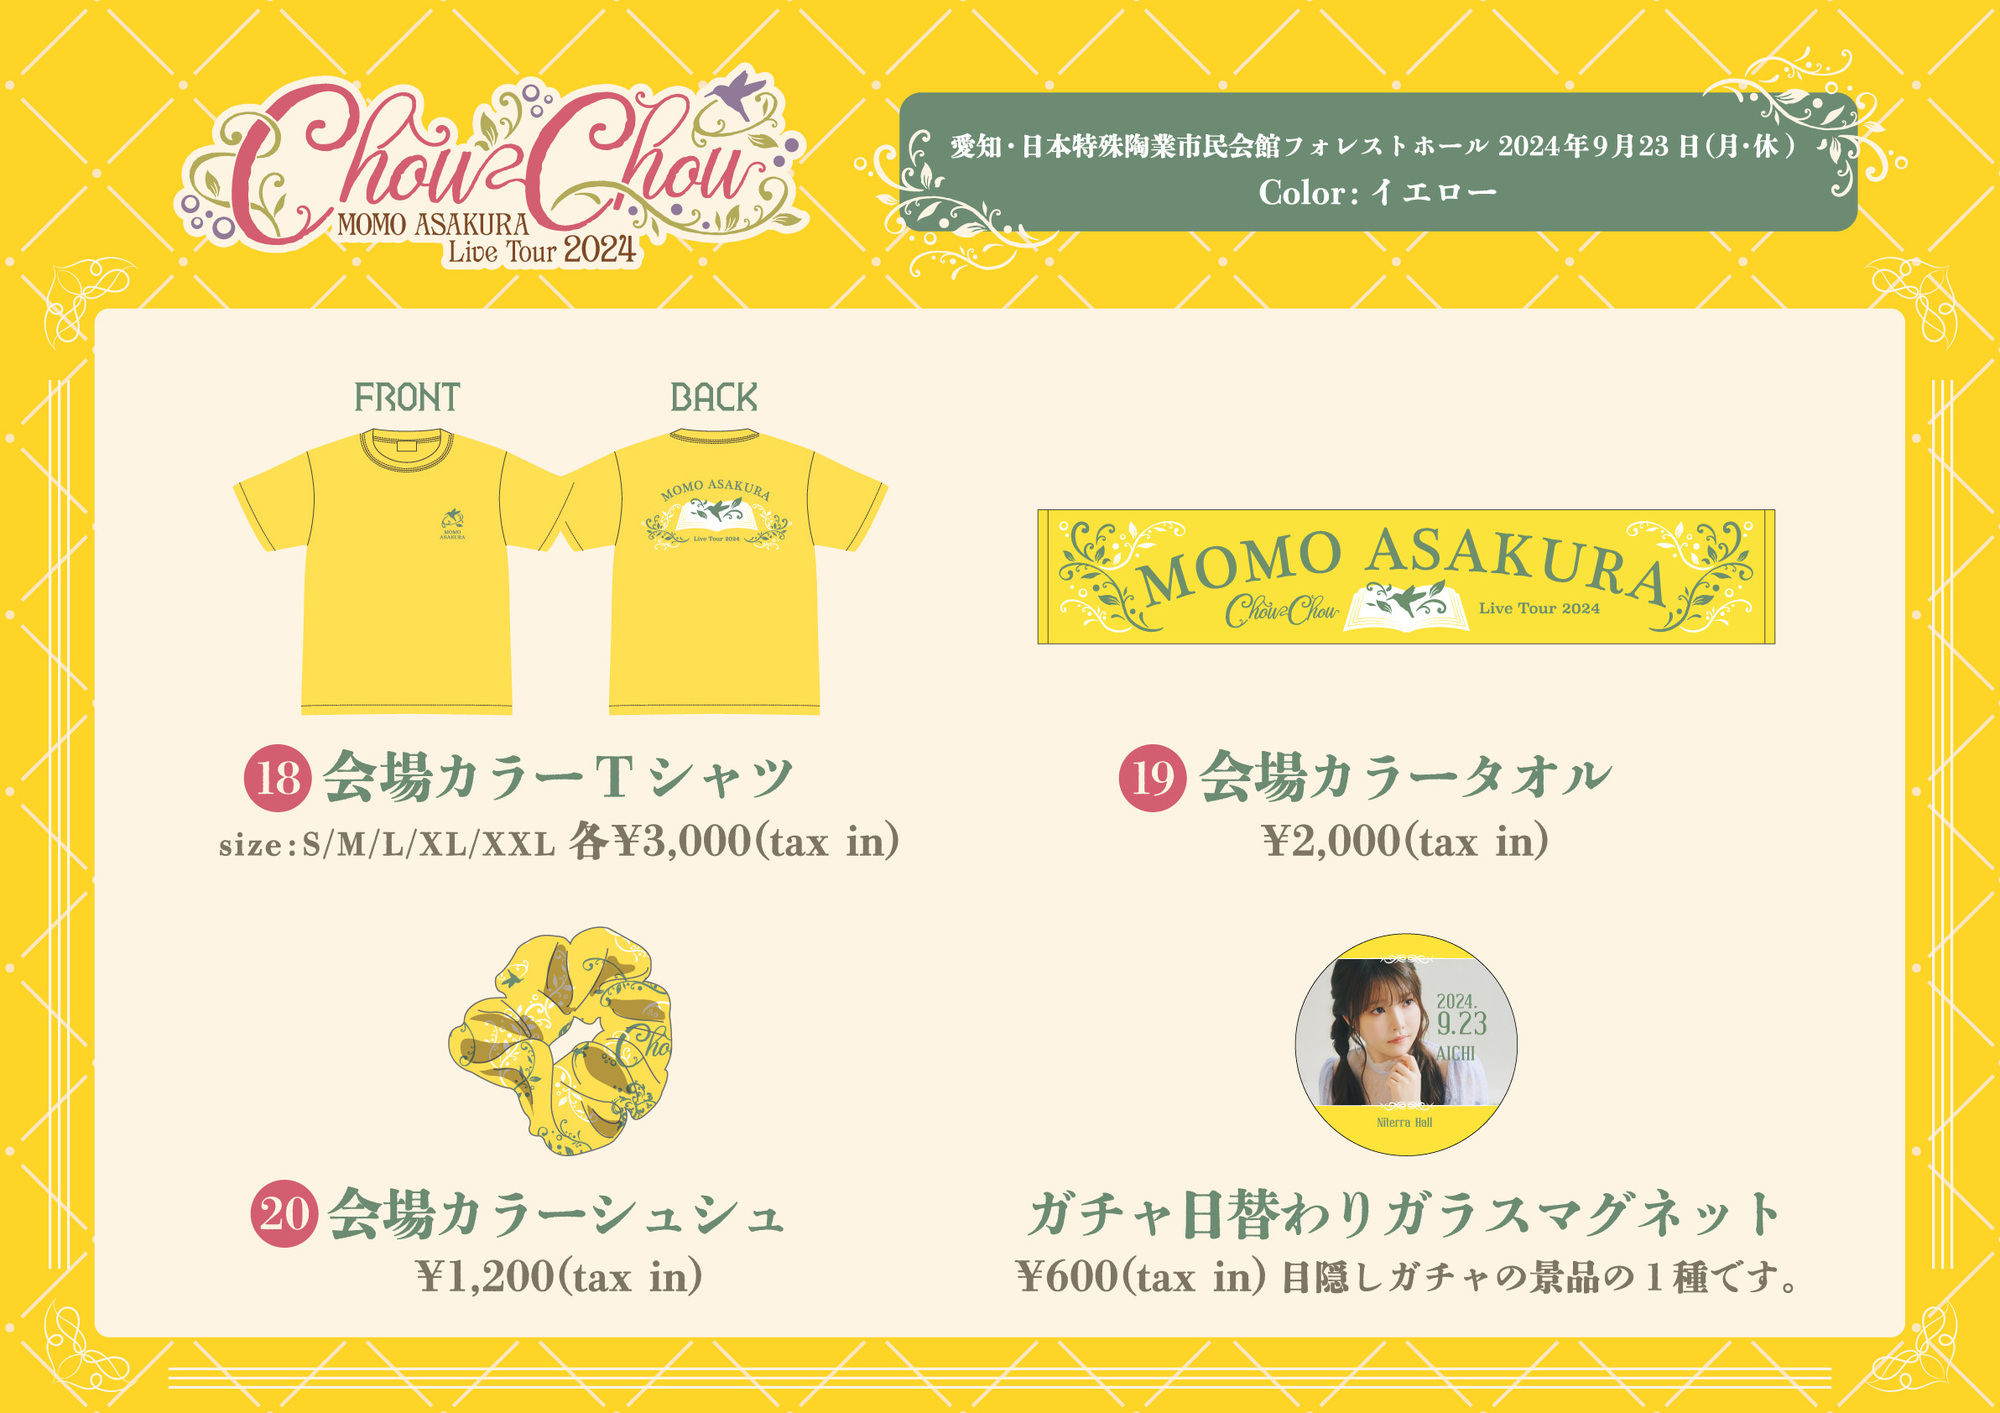 Chou Chou
MOMO ASAKURA
Live Tour 2024
愛知・日本特殊陶業市民会館フォレストホール 2024年9月23日(月・休)
Color:イエロー
FRONT
BACK
MOMO
ASAKURA
MOMO ASAKURA
Live Tour 2024
MOMO ASAKURA
Chou Chou
Live Tour 2024
18 会場カラーTシャツ
size:S/M/L/XL/XXL 各¥3,000(tax in)
19 会場カラータオル
¥2,000(tax in)
Cho
2024.
9.23
AICHI
Niterra Hall
20 会場カラーシュシュ
¥1,200(tax in)
ガチャ日替わりガラスマグネット
¥600(tax in) 目隠しガチャの景品の1種です。